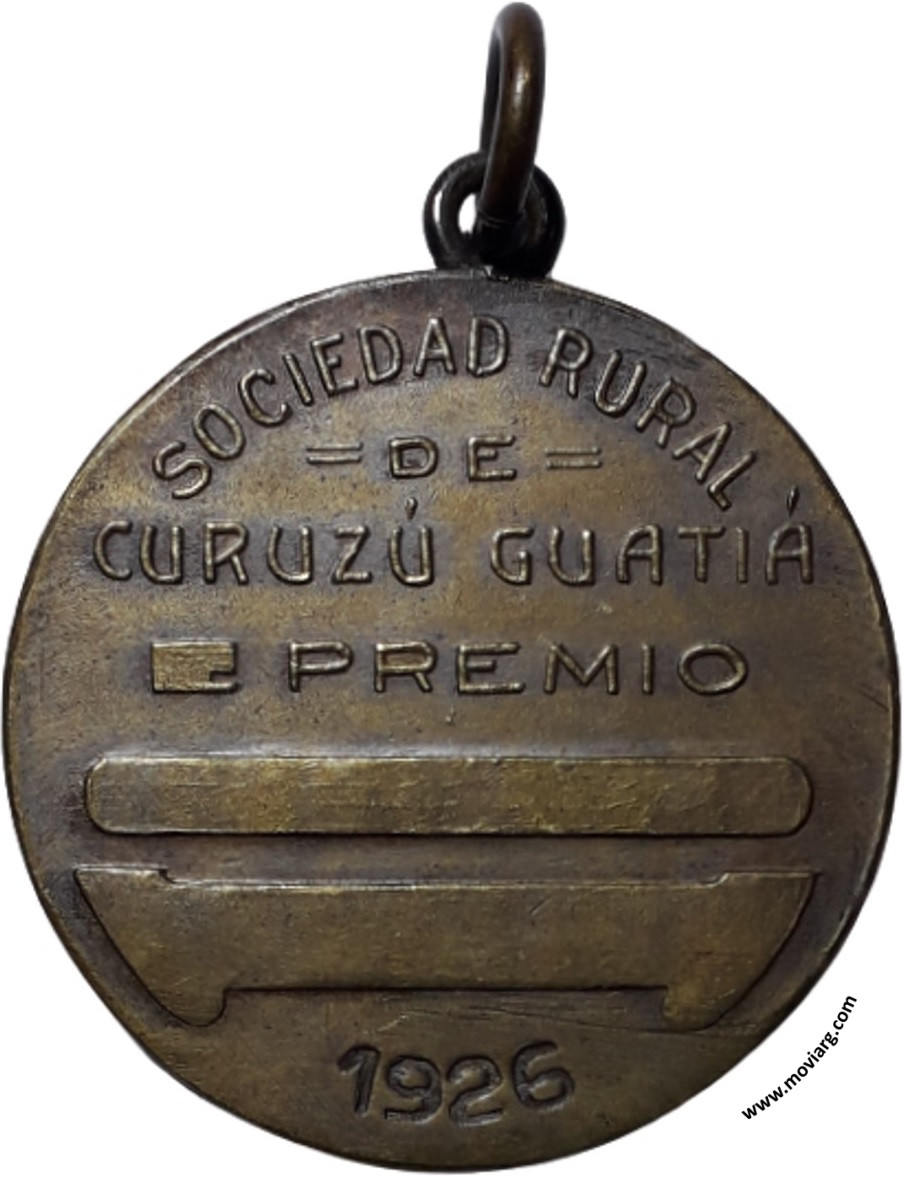 SOCIEDAD RURAL
= DE =
CURUZÚ GUATIÁ
PREMIO
1926
www.moviarg.com